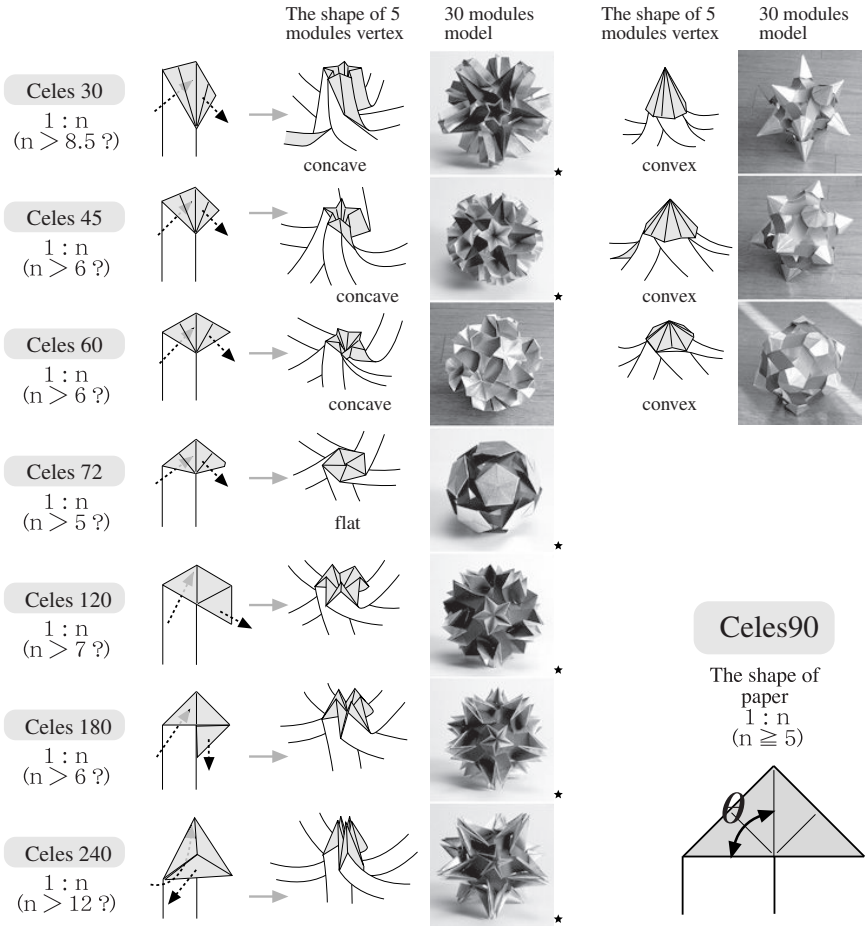 The shape of 5
modules vertex
30 modules
model
The shape of 5
modules vertex
30 modules
model
Celes 30
1 : n
(n > 8.5 ?)
concave
★
convex
Celes 45
1 : n
(n > 6 ?)
concave
★
convex
Celes 60
1 : n
(n > 6 ?)
concave
convex
Celes 72
1 : n
(n > 5 ?)
flat
★
Celes 120
1 : n
(n > 7 ?)
★
Celes 180
1 : n
(n > 6 ?)
★
Celes 240
1 : n
(n > 12 ?)
★
Celes90
The shape of
paper
1 : n
(n ≧ 5)
θ